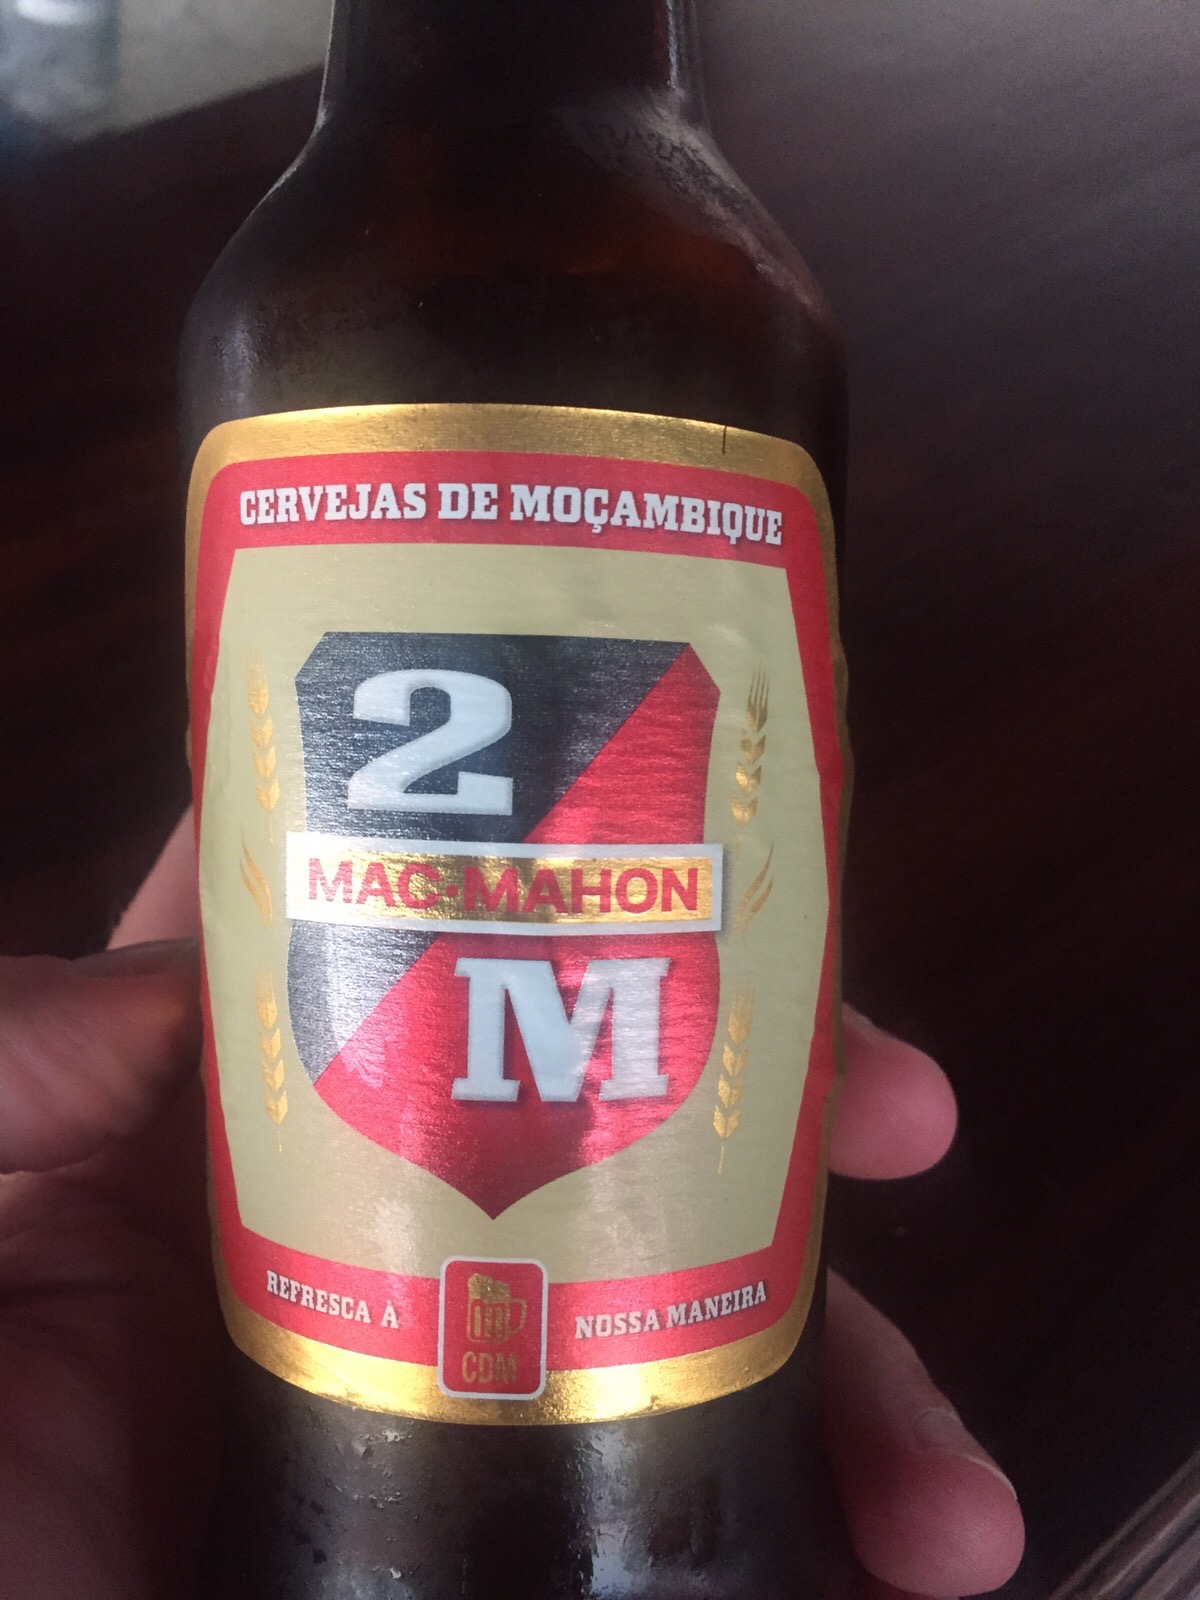 CERVEJAS DE MOÇAMBIQUE
2
MAC·MAHON
M
REFRESCA À NOSSA MANEIRA
CDM